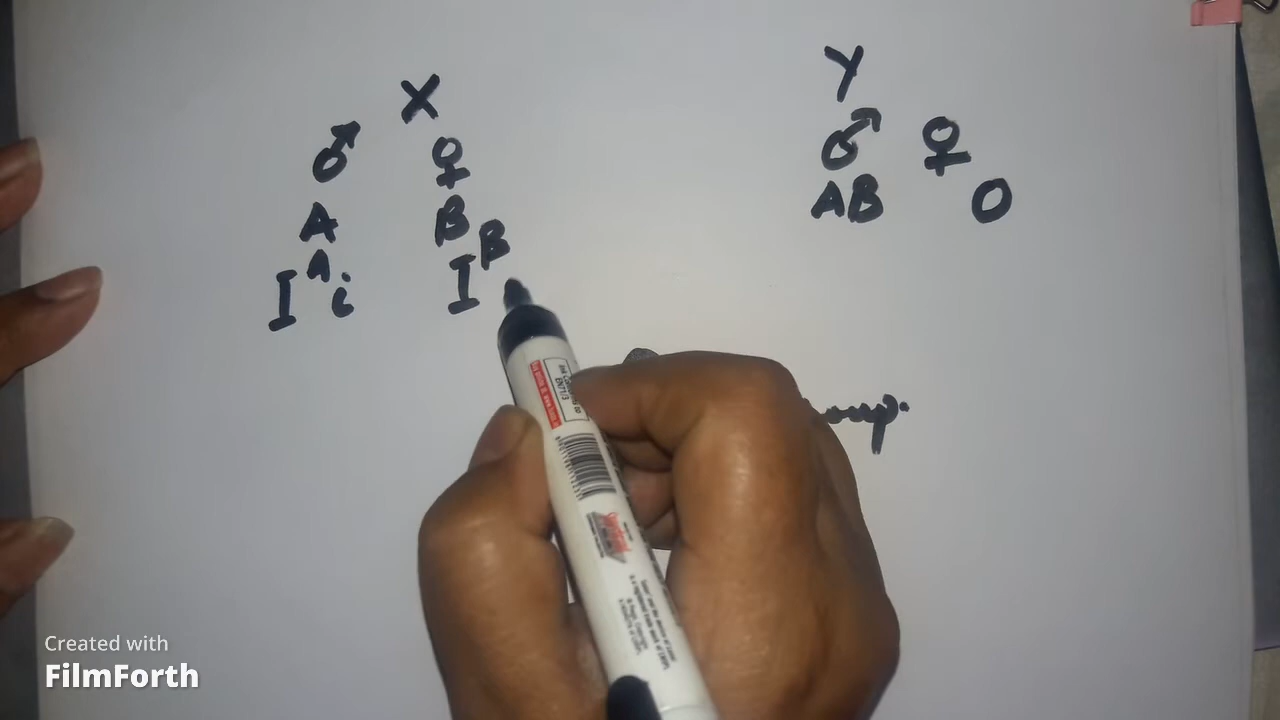 X Y
♂ ♀ ♂ ♀
A B AB O
I^A i I^B
Created with
FilmForth